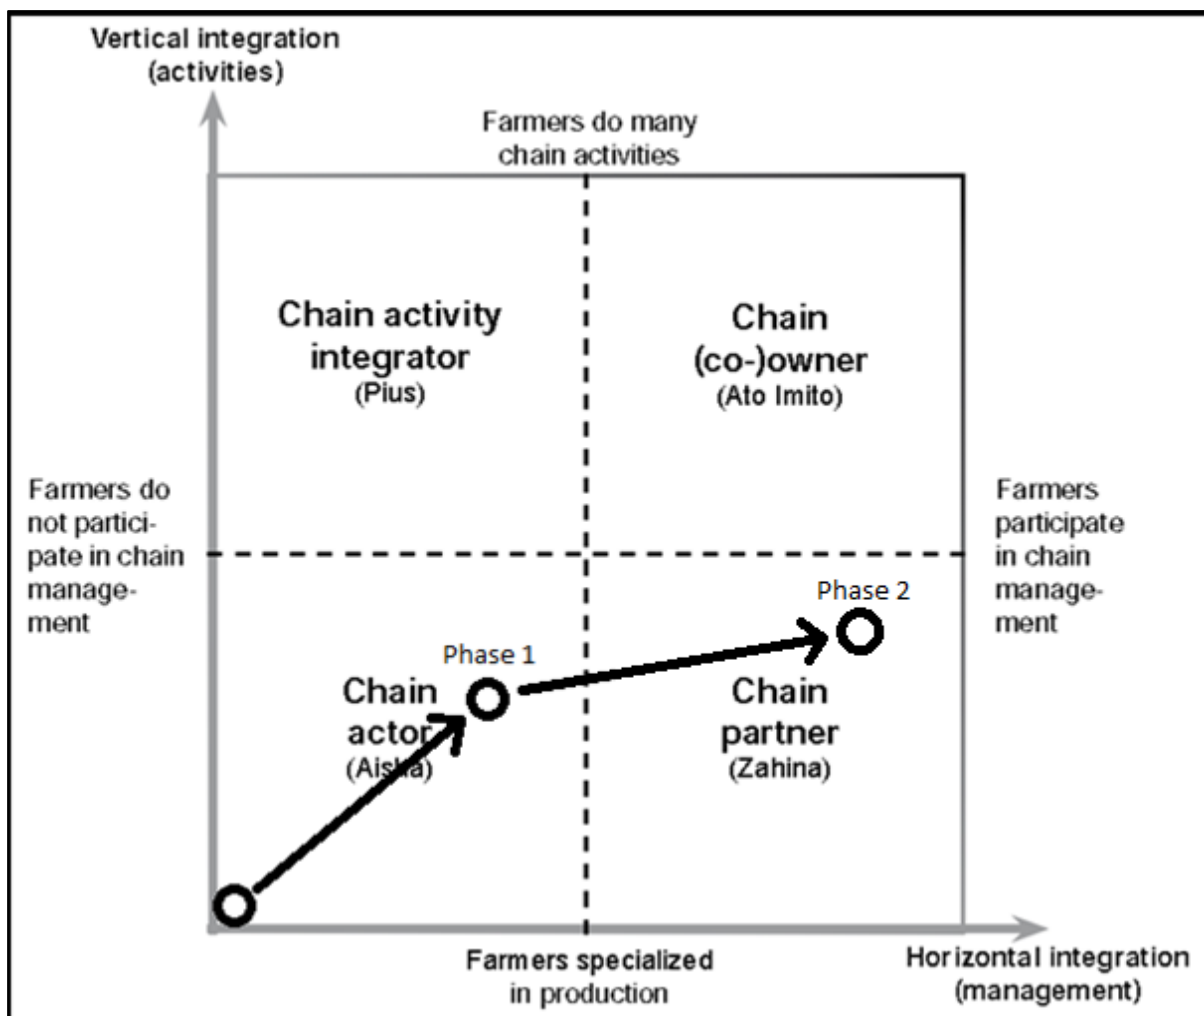 Vertical integration
(activities)
Farmers do many
chain activities
Chain activity
integrator
(Pius)
Chain
(co-)owner
(Ato Imito)
Farmers do
not partici-
pate in chain
manage-
ment
Farmers
participate
in chain
manage-
ment
Phase 1
Phase 2
Chain
actor
(Aisha)
Chain
partner
(Zahina)
Farmers specialized
in production
Horizontal integration
(management)